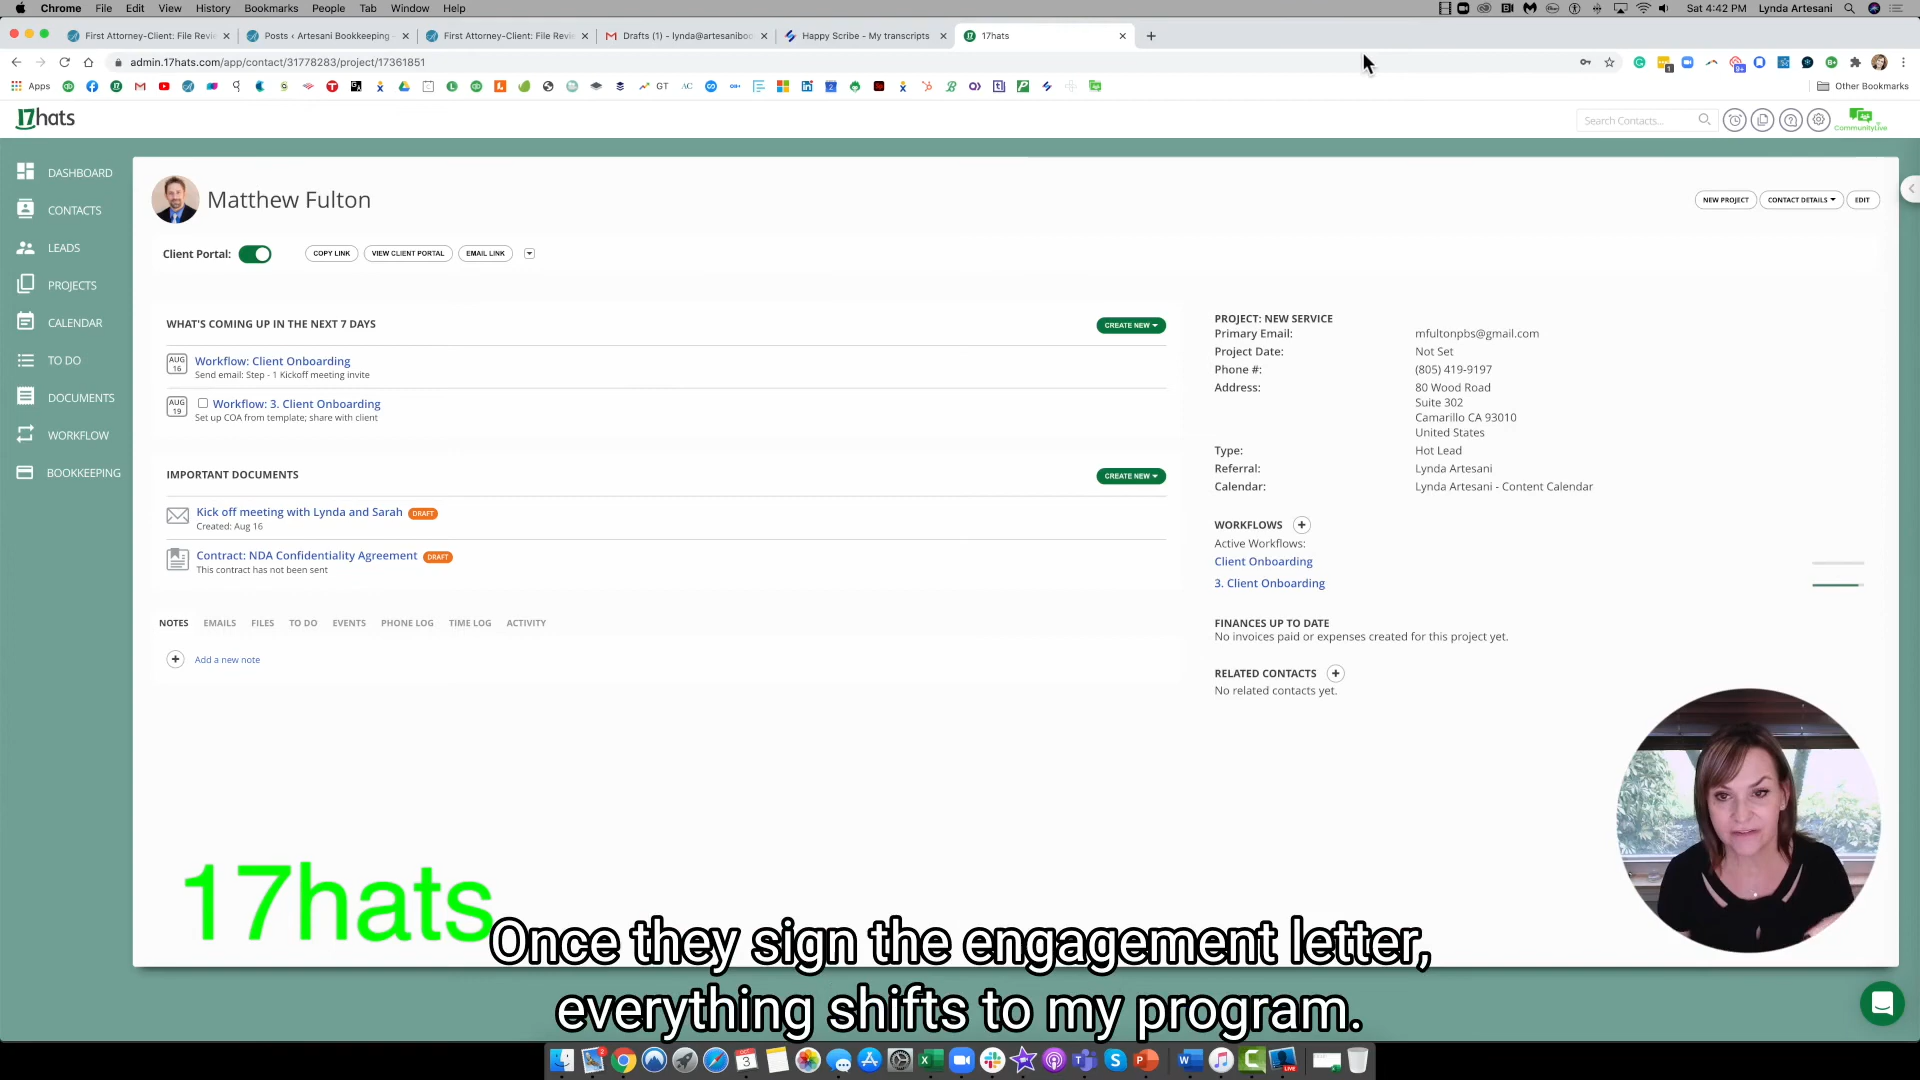 Chrome File Edit View History Bookmarks People Tab Window Help
Sat 4:42 PM Lynda Artesani
First Attorney-Client: File Revie
Posts ‹ Artesani Bookkeeping -
First Attorney-Client: File Revie
Drafts (1) - lynda@artesaniboo
Happy Scribe - My transcripts
17hats
admin.17hats.com/app/contact/31778283/project/17361851
Apps
GT
Other Bookmarks
17hats
Search Contacts...
CommunityLive
DASHBOARD
CONTACTS
LEADS
PROJECTS
CALENDAR
TO DO
DOCUMENTS
WORKFLOW
BOOKKEEPING
Matthew Fulton
NEW PROJECT
CONTACT DETAILS
EDIT
Client Portal:
COPY LINK
VIEW CLIENT PORTAL
EMAIL LINK
WHAT'S COMING UP IN THE NEXT 7 DAYS
CREATE NEW
AUG 16
Workflow: Client Onboarding
Send email: Step - 1 Kickoff meeting invite
AUG 19
Workflow: 3. Client Onboarding
Set up COA from template; share with client
IMPORTANT DOCUMENTS
CREATE NEW
Kick off meeting with Lynda and Sarah DRAFT
Created: Aug 16
Contract: NDA Confidentiality Agreement DRAFT
This contract has not been sent
NOTES EMAILS FILES TO DO EVENTS PHONE LOG TIME LOG ACTIVITY
Add a new note
PROJECT: NEW SERVICE
Primary Email: mfultonpbs@gmail.com
Project Date: Not Set
Phone #: (805) 419-9197
Address: 80 Wood Road
Suite 302
Camarillo CA 93010
United States
Type: Hot Lead
Referral: Lynda Artesani
Calendar: Lynda Artesani - Content Calendar
WORKFLOWS
Active Workflows:
Client Onboarding
3. Client Onboarding
FINANCES UP TO DATE
No invoices paid or expenses created for this project yet.
RELATED CONTACTS
No related contacts yet.
17hats
Once they sign the engagement letter,
everything shifts to my program.